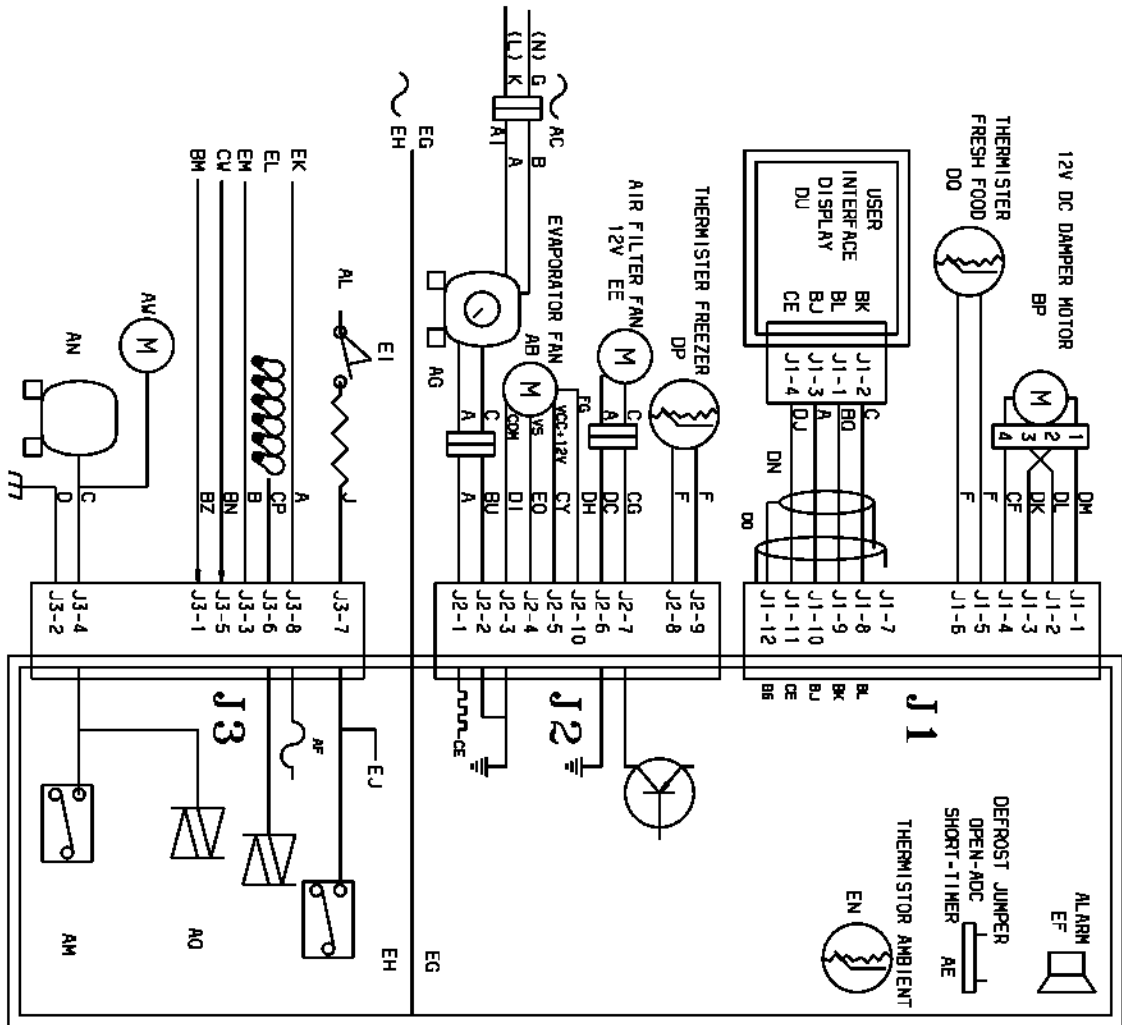 12V DC DAMPER MOTOR
BP
M
1
2
3
4
DM
DL
DK
CF
F
F
THERMISTER
FRESH FOOD
DQ
USER
INTERFACE
DISPLAY
DU
BK
BL
BJ
CE
J1-2
J1-1
J1-3
J1-4
C
BQ
A
DJ
DN
DO
J1-1
J1-2
J1-3
J1-4
J1-5
J1-6
J1-7
J1-8
J1-9
J1-10
J1-11
J1-12
BL
BK
BJ
CE
BG
J1
THERMISTER FREEZER
DP
F
F
AIR FILTER FAN
12V EE
M
C
A
CG
DC
EVAPORATOR FAN
AB
M
FG
VCC+12V
VS
COM
DH
CY
EQ
DI
(N) G
(L) K
AC
AI
B
A
AG
C
A
BU
A
J2-9
J2-8
J2-7
J2-6
J2-10
J2-5
J2-4
J2-3
J2-2
J2-1
CE
J2
EG
EH
AL
EI
J
EK
EL
EM
CW
BM
A
CP
B
BN
BZ
AW
M
AN
C
D
J3-7
J3-8
J3-6
J3-3
J3-5
J3-1
J3-4
J3-2
J3
EJ
AF
AM
AQ
EG
EH
ALARM
EF
DEFROST JUMPER
OPEN-ADC
SHORT-TIMER
AE
THERMISTOR AMBIENT
EN